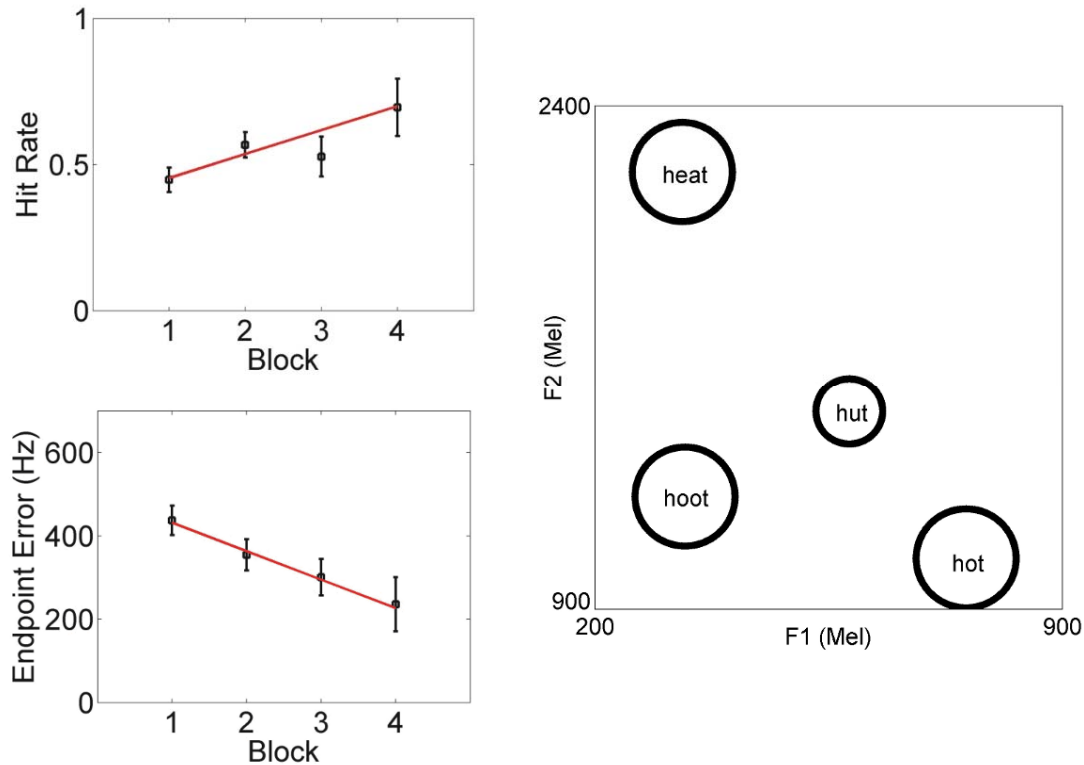 1
0.5
0
Hit Rate
1 2 3 4
Block
600
400
200
0
Endpoint Error (Hz)
1 2 3 4
Block
2400
900
F2 (Mel)
heat
hut
hoot
hot
200
900
F1 (Mel)